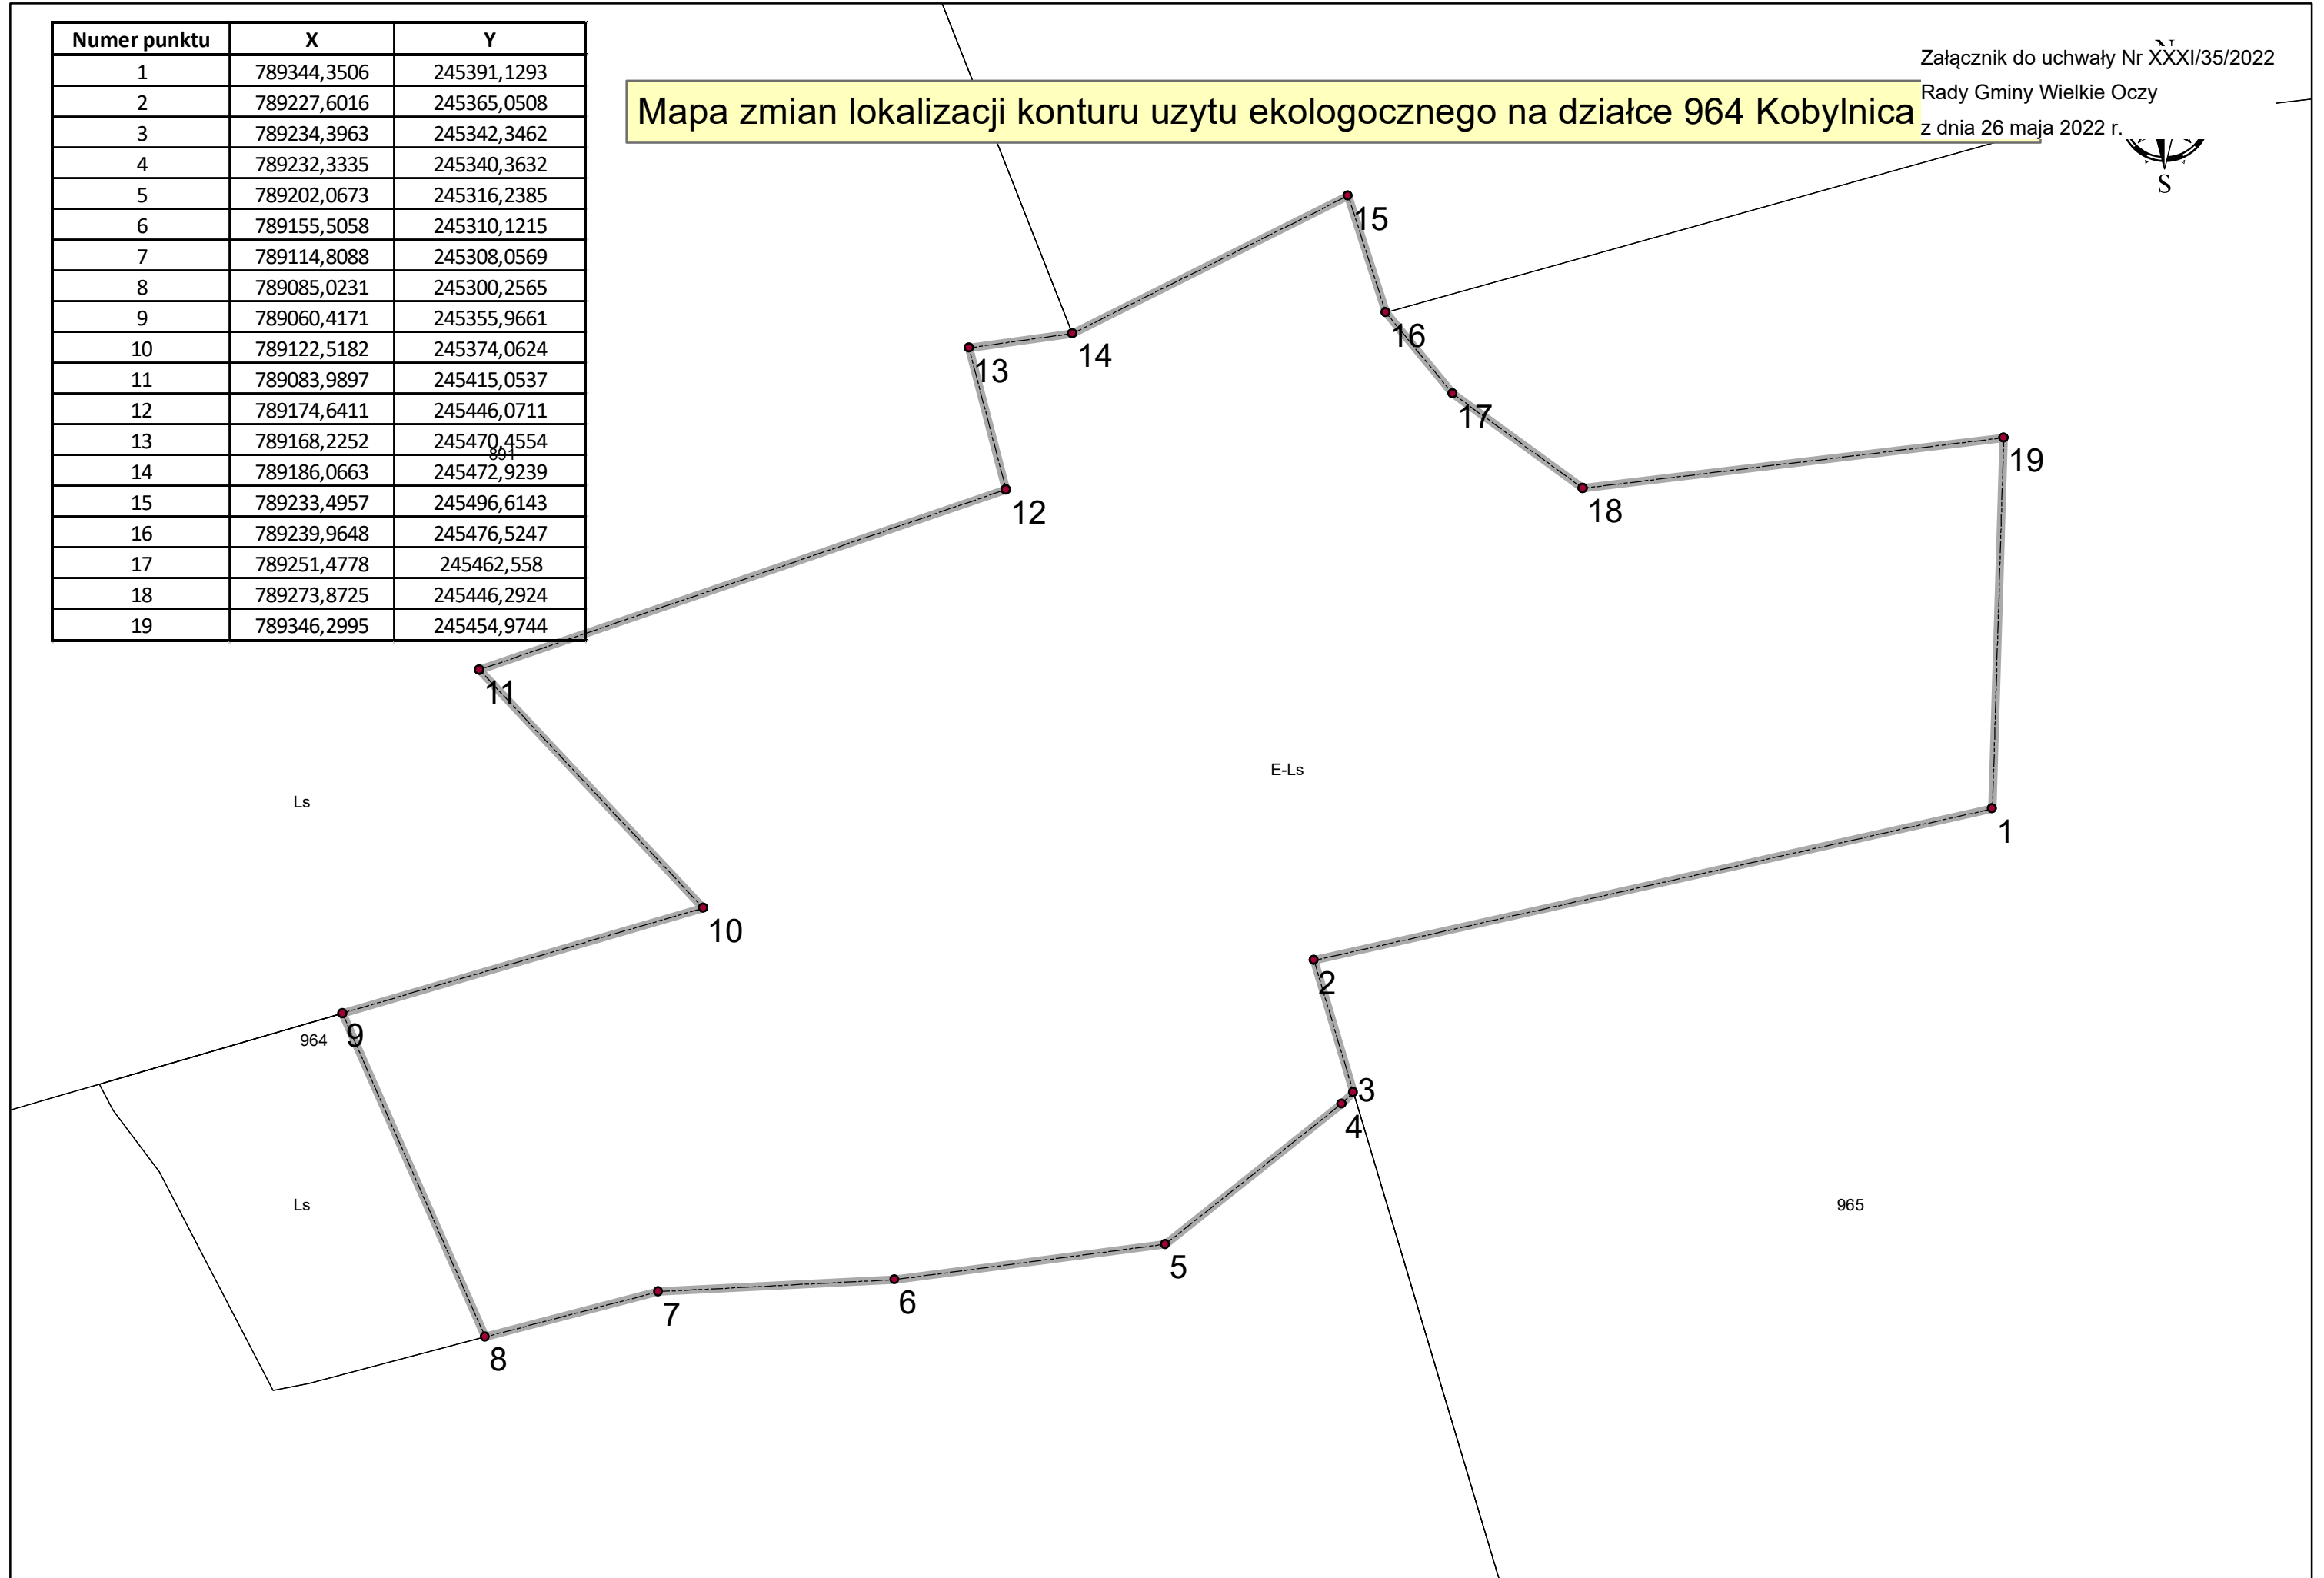 Numer punktu X Y
1 789344,3506 245391,1293
2 789227,6016 245365,0508
3 789234,3963 245342,3462
4 789232,3335 245340,3632
5 789202,0673 245316,2385
6 789155,5058 245310,1215
7 789114,8088 245308,0569
8 789085,0231 245300,2565
9 789060,4171 245355,9661
10 789122,5182 245374,0624
11 789083,9897 245415,0537
12 789174,6411 245446,0711
13 789168,2252 245470,4554
891
14 789186,0663 245472,9239
15 789233,4957 245496,6143
16 789239,9648 245476,5247
17 789251,4778 245462,558
18 789273,8725 245446,2924
19 789346,2995 245454,9744
Mapa zmian lokalizacji konturu uzytu ekologocznego na działce 964 Kobylnica
N
Załącznik do uchwały Nr XXXI/35/2022
Rady Gminy Wielkie Oczy
z dnia 26 maja 2022 r.
S
15
16
14
13
17
19
18
12
11
E-Ls
Ls
1
10
2
9
964
3
4
Ls
965
5
6
7
8